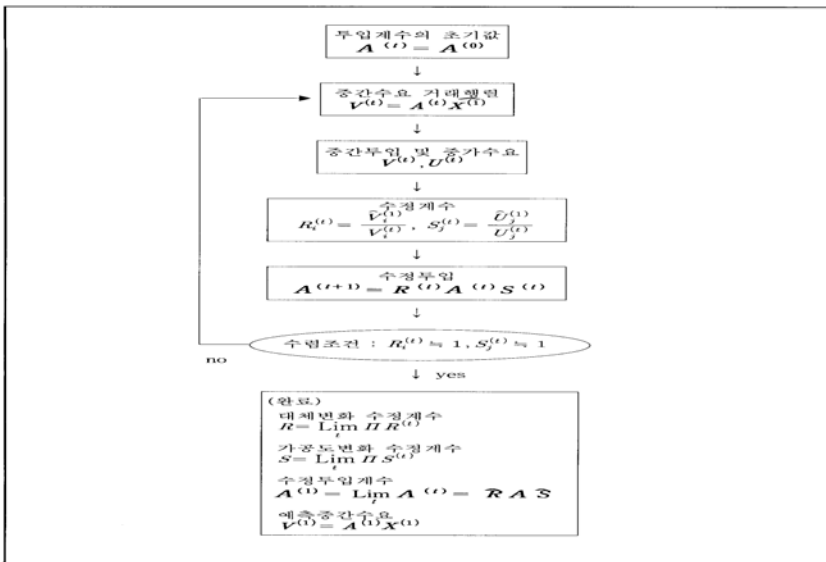 투입계수의 초기값
A^(t) = A^(0)
↓
중간수요 거래행렬
V^(t) = A^(t) X̂^(1)
↓
중간투입 및 중가수요
V^(t), U^(t)
↓
수정계수
R_i^(t) = V̂_i^(1) / V_i^(t), S_j^(t) = Û_j^(1) / U_j^(t)
↓
수정투입
A^(t+1) = R^(t) A^(t) S^(t)
↓
수렴조건 : R_i^(t) ≒ 1, S_j^(t) ≒ 1
no
↓ yes
(완료)
대체변화 수정계수
R = Lim_t Π R^(t)
가공도변화 수정계수
S = Lim_t Π S^(t)
수정투입계수
A^(1) = Lim_t A^(t) = R̂ A Ŝ
예측중간수요
V^(1) = A^(1) X^(1)